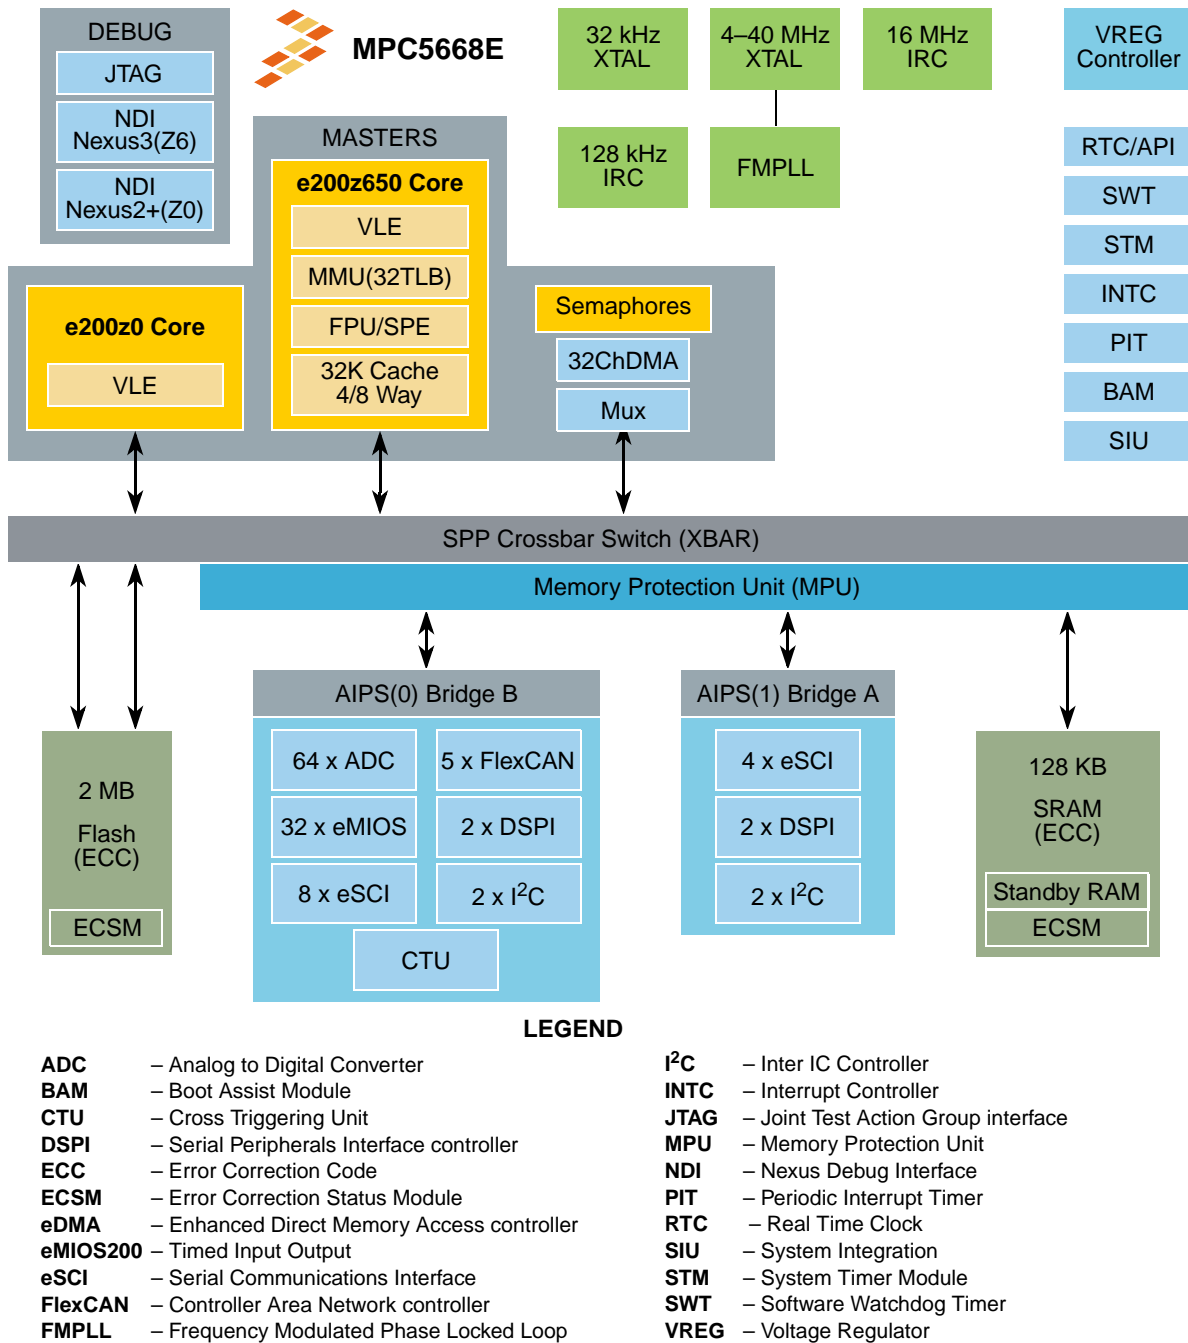 DEBUG
JTAG
NDI
Nexus3(Z6)
NDI
Nexus2+(Z0)
MPC5668E
32 kHz
XTAL
4–40 MHz
XTAL
16 MHz
IRC
128 kHz
IRC
FMPLL
VREG
Controller
RTC/API
SWT
STM
INTC
PIT
BAM
SIU
MASTERS
e200z650 Core
VLE
MMU(32TLB)
FPU/SPE
32K Cache
4/8 Way
e200z0 Core
VLE
Semaphores
32ChDMA
Mux
SPP Crossbar Switch (XBAR)
Memory Protection Unit (MPU)
2 MB
Flash
(ECC)
ECSM
AIPS(0) Bridge B
64 x ADC
5 x FlexCAN
32 x eMIOS
2 x DSPI
8 x eSCI
2 x I²C
CTU
AIPS(1) Bridge A
4 x eSCI
2 x DSPI
2 x I²C
128 KB
SRAM
(ECC)
Standby RAM
ECSM
LEGEND
ADC – Analog to Digital Converter
BAM – Boot Assist Module
CTU – Cross Triggering Unit
DSPI – Serial Peripherals Interface controller
ECC – Error Correction Code
ECSM – Error Correction Status Module
eDMA – Enhanced Direct Memory Access controller
eMIOS200 – Timed Input Output
eSCI – Serial Communications Interface
FlexCAN – Controller Area Network controller
FMPLL – Frequency Modulated Phase Locked Loop
I²C – Inter IC Controller
INTC – Interrupt Controller
JTAG – Joint Test Action Group interface
MPU – Memory Protection Unit
NDI – Nexus Debug Interface
PIT – Periodic Interrupt Timer
RTC – Real Time Clock
SIU – System Integration
STM – System Timer Module
SWT – Software Watchdog Timer
VREG – Voltage Regulator